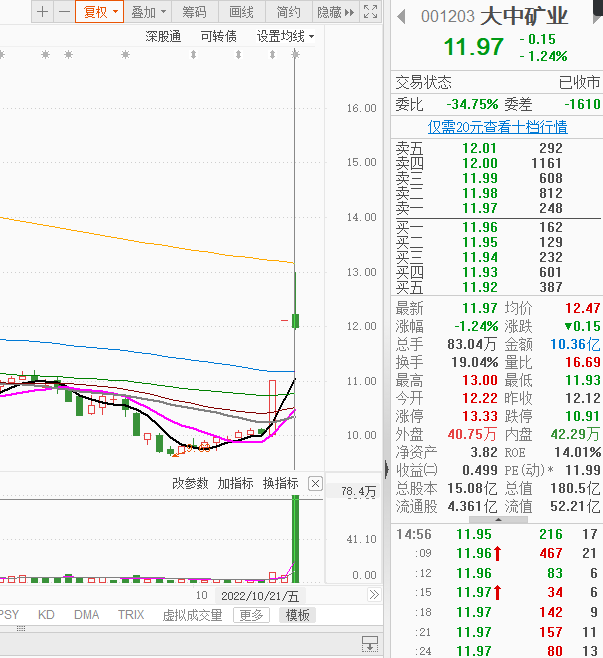 复权 叠加 筹码 画线 简约 隐藏
深股通 可转债 设置均线
16.00
15.00
14.00
13.00
12.00
11.00
10.00
改参数 加指标 换指标
78.4万
41.10
0.00
10 2022/10/21/五
PSY KD DMA TRIX 虚拟成交量 更多 模板
001203 大中矿业
11.97 -0.15
-1.24%
交易状态 已收市
委比 -34.75% 委差 -1610
仅需20元查看十档行情
卖五 12.01 292
卖四 12.00 1161
卖三 11.99 608
卖二 11.98 812
卖一 11.97 248
买一 11.96 162
买二 11.95 129
买三 11.94 232
买四 11.93 601
买五 11.92 387
最新 11.97 均价 12.47
涨幅 -1.24% 涨跌 ▼0.15
总手 83.04万 金额 10.36亿
换手 19.04% 量比 16.69
最高 13.00 最低 11.93
今开 12.22 昨收 12.12
涨停 13.33 跌停 10.91
外盘 40.75万 内盘 42.29万
净资产 3.82 ROE 14.01%
收益㈡ 0.499 PE(动)* 11.99
总股本 15.08亿 总值 180.5亿
流通股 4.361亿 流值 52.21亿
14:56 11.95 216 17
:09 11.96↑ 467 21
:12 11.96 83 6
:15 11.97↑ 34 6
:18 11.97 142 9
:21 11.97 157 11
:24 11.97 80 13